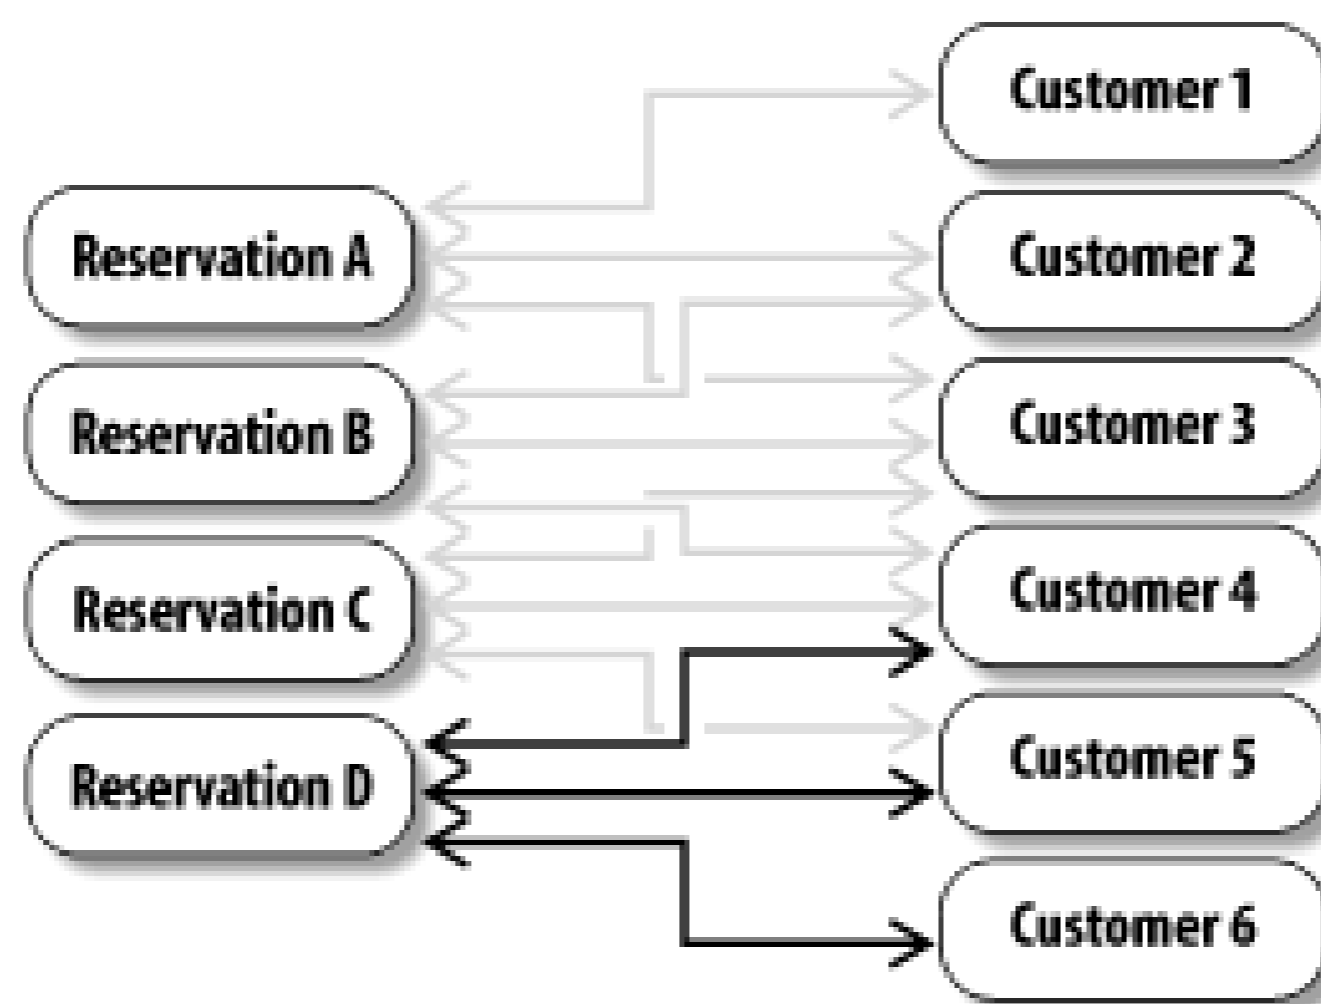 Customer 1
Reservation A
Customer 2
Reservation B
Customer 3
Reservation C
Customer 4
Reservation D
Customer 5
Customer 6